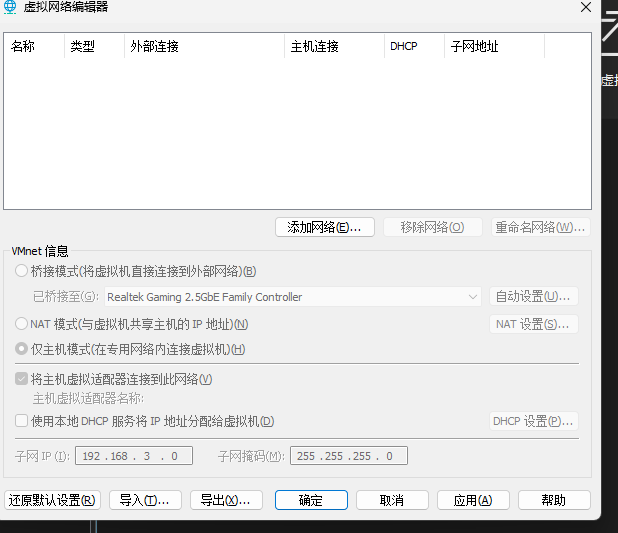 虚拟网络编辑器
名称 类型 外部连接 主机连接 DHCP 子网地址
添加网络(E)... 移除网络(O) 重命名网络(W)...
VMnet 信息
桥接模式(将虚拟机直接连接到外部网络)(B)
已桥接至(G): Realtek Gaming 2.5GbE Family Controller 自动设置(U)...
NAT 模式(与虚拟机共享主机的 IP 地址)(N) NAT 设置(S)...
仅主机模式(在专用网络内连接虚拟机)(H)
将主机虚拟适配器连接到此网络(V)
主机虚拟适配器名称:
使用本地 DHCP 服务将 IP 地址分配给虚拟机(D) DHCP 设置(P)...
子网 IP (I): 192 .168 . 3 . 0 子网掩码(M): 255 .255 .255 . 0
还原默认设置(R) 导入(T)... 导出(X)... 确定 取消 应用(A) 帮助